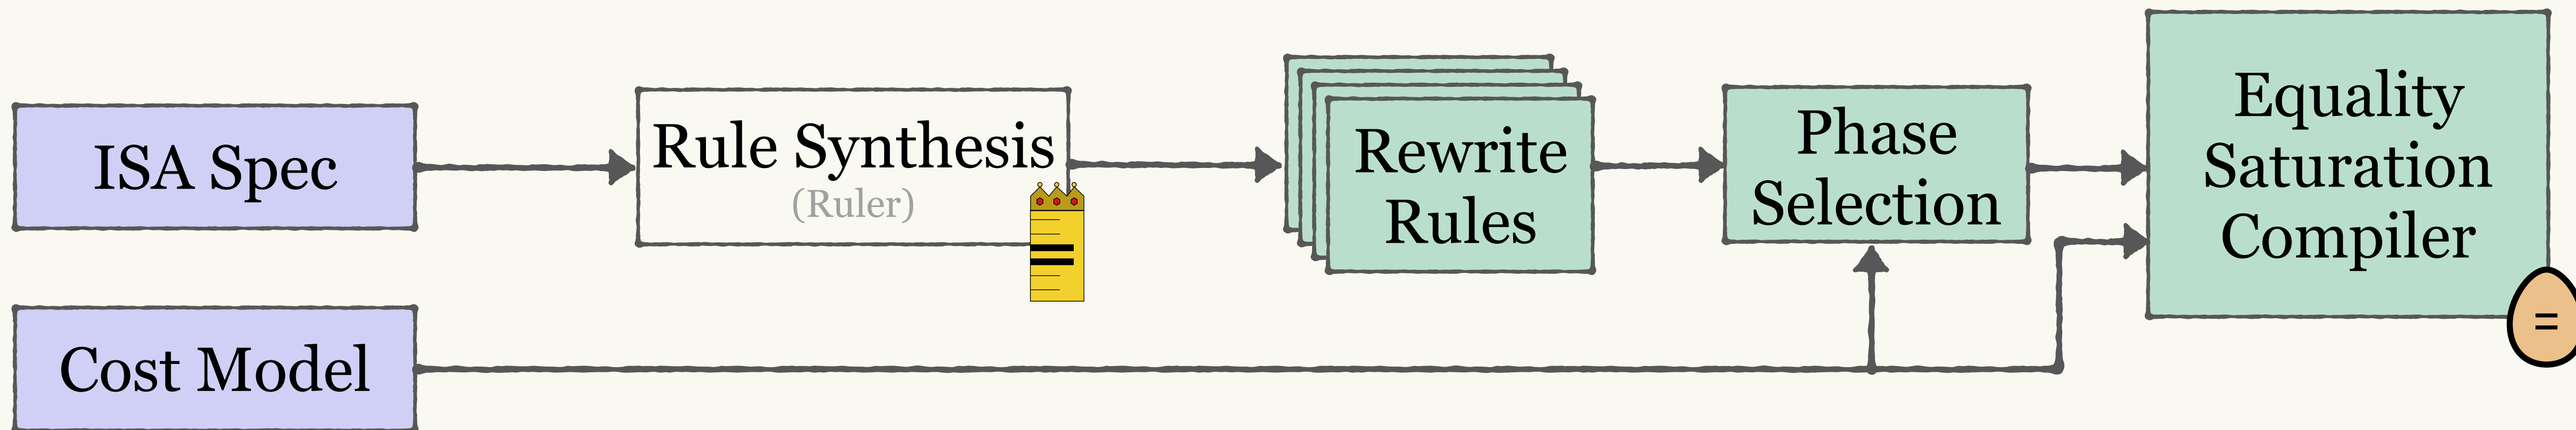 ISA Spec
Rule Synthesis
(Ruler)
Rewrite
Rules
Phase
Selection
Equality
Saturation
Compiler
=
Cost Model